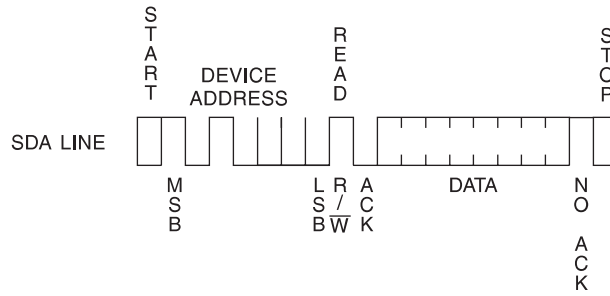 START
READ
STOP
DEVICE
ADDRESS
SDA LINE
MSB
LSB
R/W
ACK
DATA
NO ACK